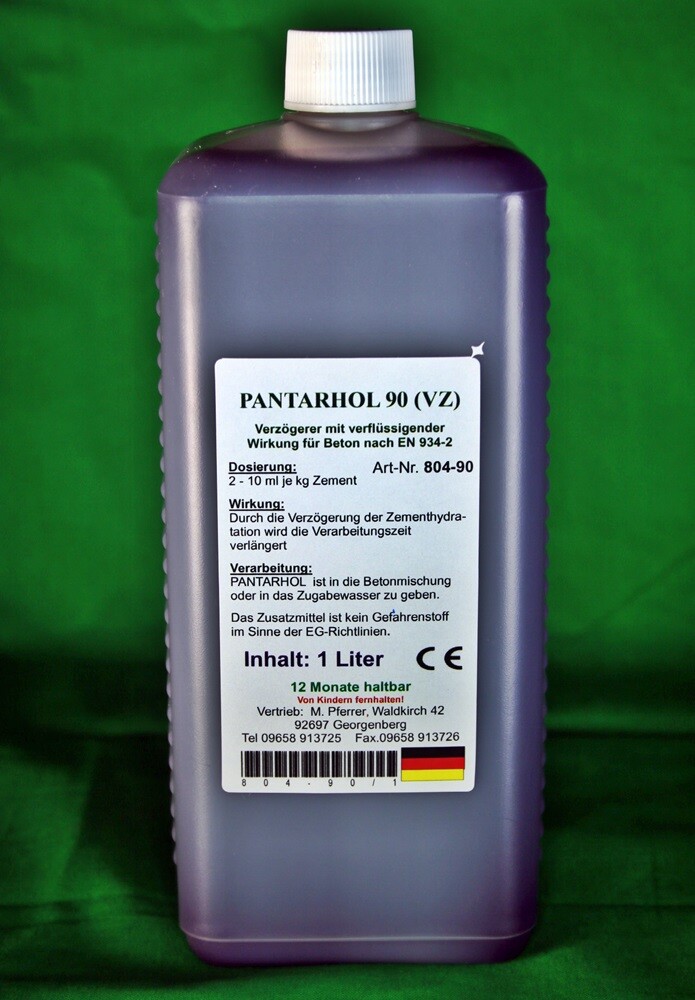 PANTARHOL 90 (VZ)
Verzögerer mit verflüssigender
Wirkung für Beton nach EN 934-2
Dosierung: Art-Nr. 804-90
2 - 10 ml je kg Zement
Wirkung:
Durch die Verzögerung der Zementhydra-
tation wird die Verarbeitungszeit
verlängert
Verarbeitung:
PANTARHOL ist in die Betonmischung
oder in das Zugabewasser zu geben.
Das Zusatzmittel ist kein Gefahrenstoff
im Sinne der EG-Richtlinien.
Inhalt: 1 Liter CE
12 Monate haltbar
Von Kindern fernhalten!
Vertrieb: M. Pferrer, Waldkirch 42
92697 Georgenberg
Tel 09658 913725 Fax.09658 913726
804-90/1